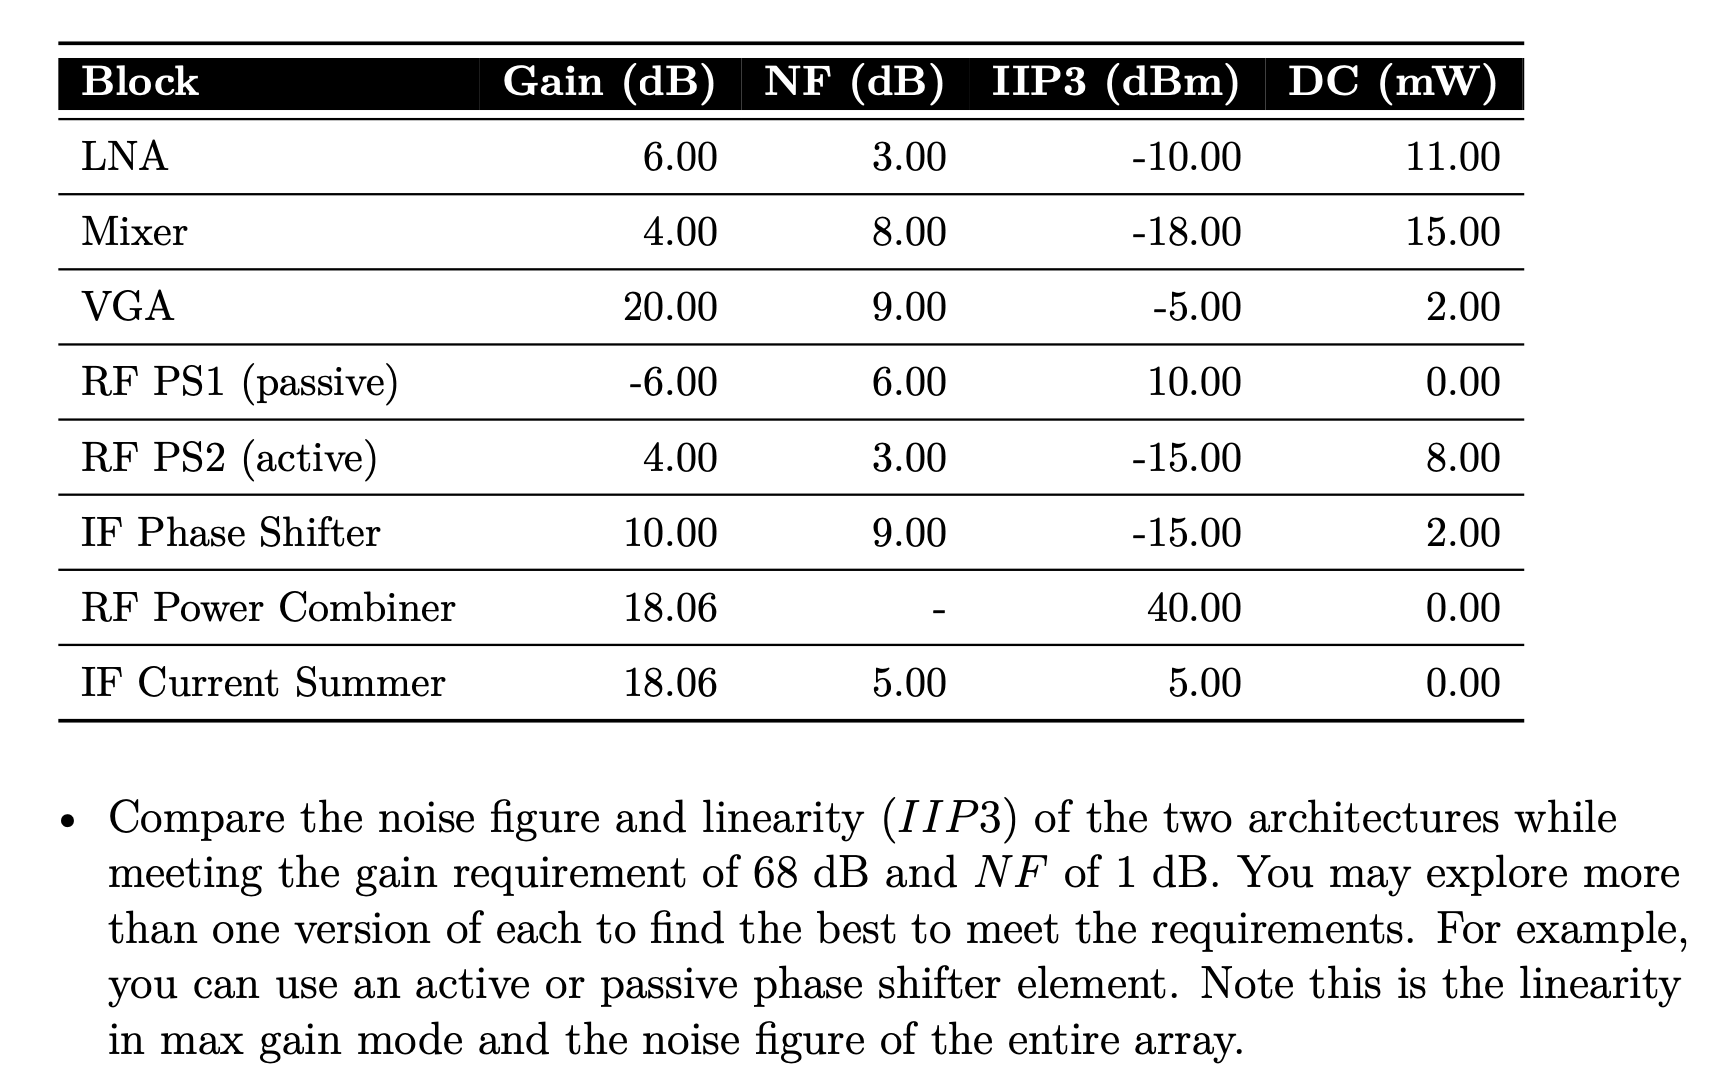 Block Gain (dB) NF (dB) IIP3 (dBm) DC (mW)
LNA 6.00 3.00 -10.00 11.00
Mixer 4.00 8.00 -18.00 15.00
VGA 20.00 9.00 -5.00 2.00
RF PS1 (passive) -6.00 6.00 10.00 0.00
RF PS2 (active) 4.00 3.00 -15.00 8.00
IF Phase Shifter 10.00 9.00 -15.00 2.00
RF Power Combiner 18.06 - 40.00 0.00
IF Current Summer 18.06 5.00 5.00 0.00
• Compare the noise figure and linearity (IIP3) of the two architectures while
meeting the gain requirement of 68 dB and NF of 1 dB. You may explore more
than one version of each to find the best to meet the requirements. For example,
you can use an active or passive phase shifter element. Note this is the linearity
in max gain mode and the noise figure of the entire array.